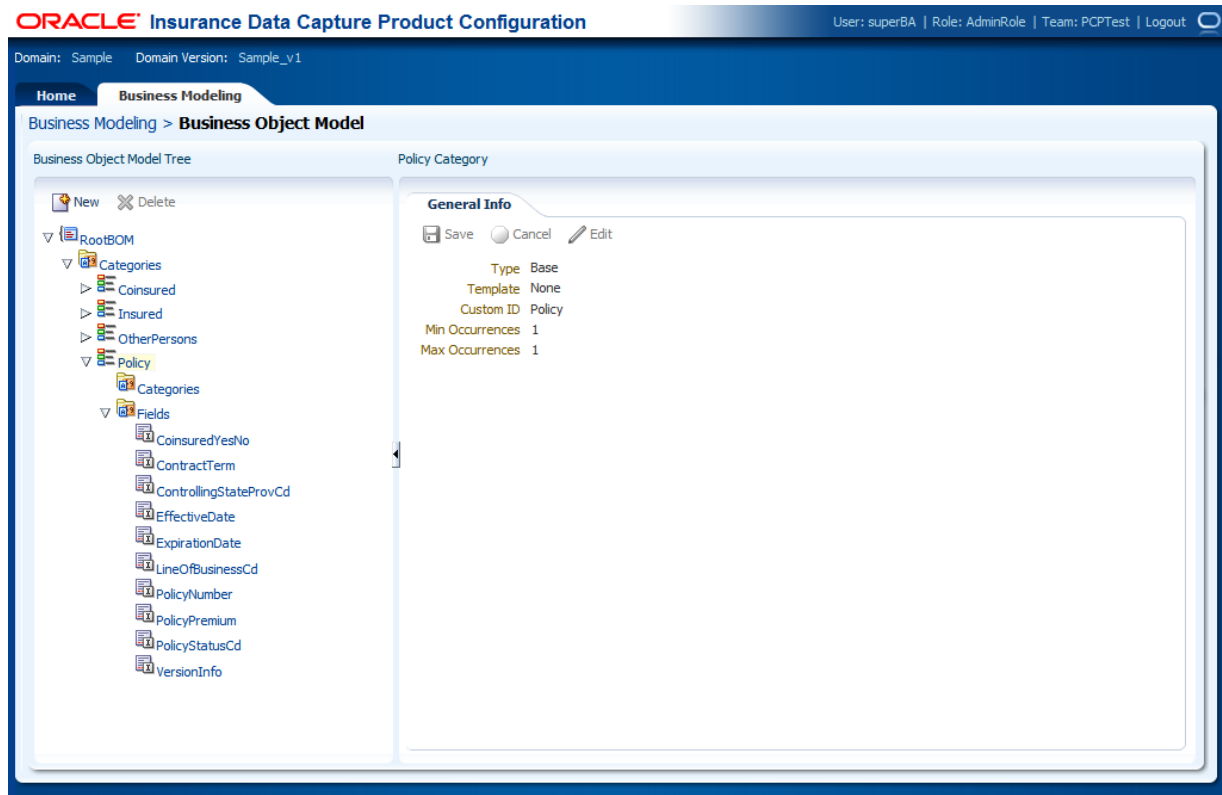 ORACLE Insurance Data Capture Product Configuration
User: superBA | Role: AdminRole | Team: PCPTest | Logout
Domain: Sample Domain Version: Sample_v1
Home Business Modeling
Business Modeling > Business Object Model
Business Object Model Tree
New Delete
RootBOM
Categories
Coinsured
Insured
OtherPersons
Policy
Categories
Fields
CoinsuredYesNo
ContractTerm
ControllingStateProvCd
EffectiveDate
ExpirationDate
LineOfBusinessCd
PolicyNumber
PolicyPremium
PolicyStatusCd
VersionInfo
Policy Category
General Info
Save Cancel Edit
Type Base
Template None
Custom ID Policy
Min Occurrences 1
Max Occurrences 1